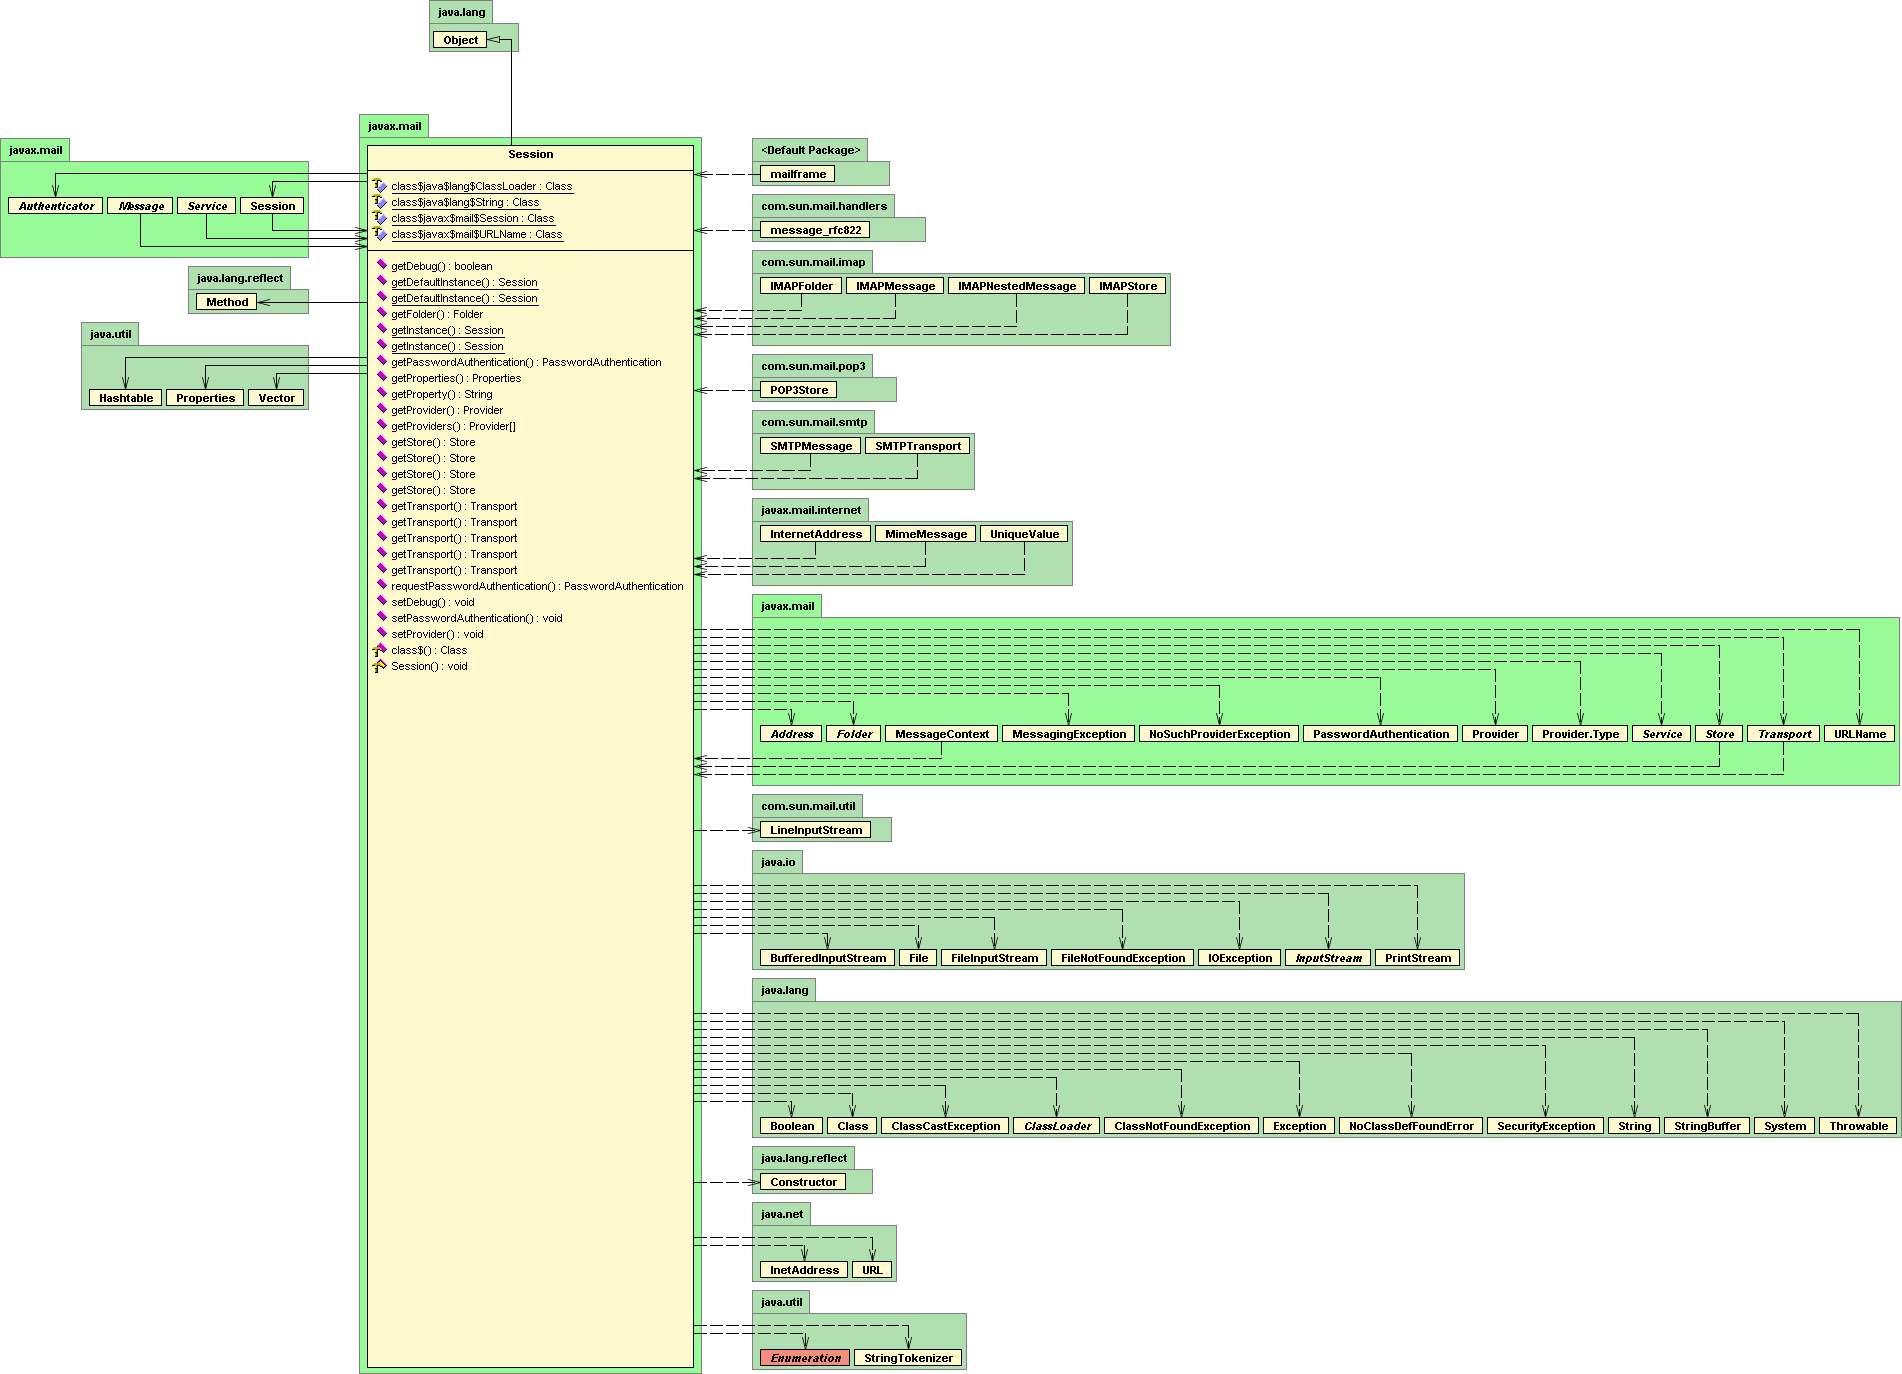 java.lang
Object
javax.mail
Authenticator Message Service Session
java.lang.reflect
Method
java.util
Hashtable Properties Vector
javax.mail
Session
class$java$lang$ClassLoader : Class
class$java$lang$String : Class
class$javax$mail$Session : Class
class$javax$mail$URLName : Class
getDebug() : boolean
getDefaultInstance() : Session
getDefaultInstance() : Session
getFolder() : Folder
getInstance() : Session
getInstance() : Session
getPasswordAuthentication() : PasswordAuthentication
getProperties() : Properties
getProperty() : String
getProvider() : Provider
getProviders() : Provider[]
getStore() : Store
getStore() : Store
getStore() : Store
getStore() : Store
getTransport() : Transport
getTransport() : Transport
getTransport() : Transport
getTransport() : Transport
getTransport() : Transport
requestPasswordAuthentication() : PasswordAuthentication
setDebug() : void
setPasswordAuthentication() : void
setProvider() : void
class$() : Class
Session() : void
<Default Package>
mailframe
com.sun.mail.handlers
message_rfc822
com.sun.mail.imap
IMAPFolder IMAPMessage IMAPNestedMessage IMAPStore
com.sun.mail.pop3
POP3Store
com.sun.mail.smtp
SMTPMessage SMTPTransport
javax.mail.internet
InternetAddress MimeMessage UniqueValue
javax.mail
Address Folder MessageContext MessagingException NoSuchProviderException PasswordAuthentication Provider Provider.Type Service Store Transport URLName
com.sun.mail.util
LineInputStream
java.io
BufferedInputStream File FileInputStream FileNotFoundException IOException InputStream PrintStream
java.lang
Boolean Class ClassCastException ClassLoader ClassNotFoundException Exception NoClassDefFoundError SecurityException String StringBuffer System Throwable
java.lang.reflect
Constructor
java.net
InetAddress URL
java.util
Enumeration StringTokenizer